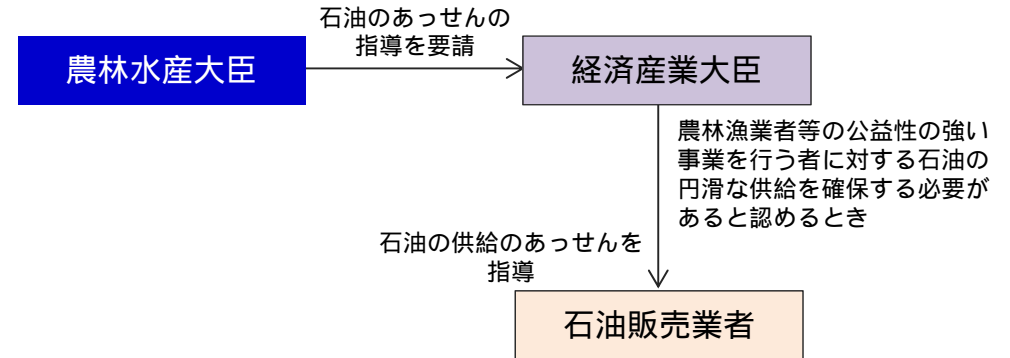 石油のあっせんの
指導を要請
農林水産大臣
経済産業大臣
農林漁業者等の公益性の強い
事業を行う者に対する石油の
円滑な供給を確保する必要が
あると認めるとき
石油の供給のあっせんを
指導
石油販売業者